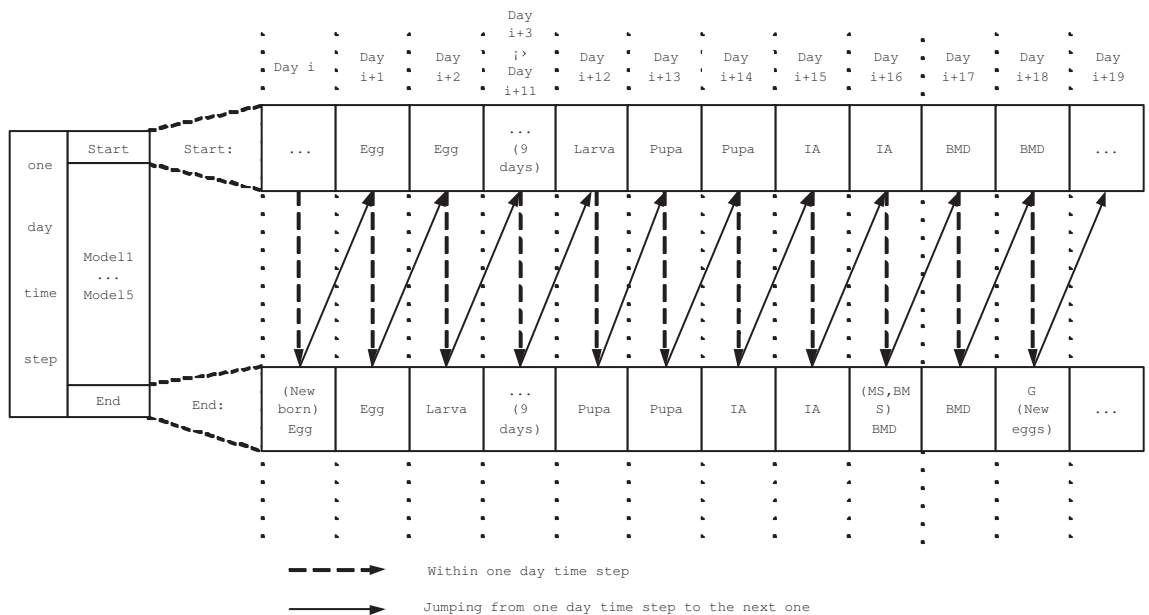 Day i
Day
i+1
Day
i+2
Day
i+3
¡›
Day
i+11
Day
i+12
Day
i+13
Day
i+14
Day
i+15
Day
i+16
Day
i+17
Day
i+18
Day
i+19
one
day
time
step
Start
Model1
...
Model5
End
Start:
...
Egg
Egg
...
(9
days)
Larva
Pupa
Pupa
IA
IA
BMD
BMD
...
End:
(New
born)
Egg
Egg
Larva
...
(9
days)
Pupa
Pupa
IA
IA
(MS,BM
S)
BMD
BMD
G
(New
eggs)
...
Within one day time step
Jumping from one day time step to the next one